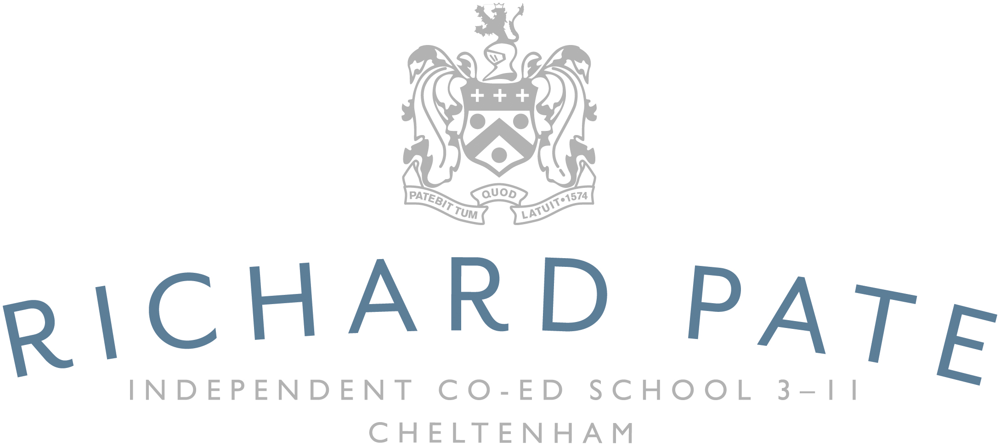 PATEBIT TUM QUOD LATUIT•1574
RICHARD PATE
INDEPENDENT CO-ED SCHOOL 3–11
CHELTENHAM